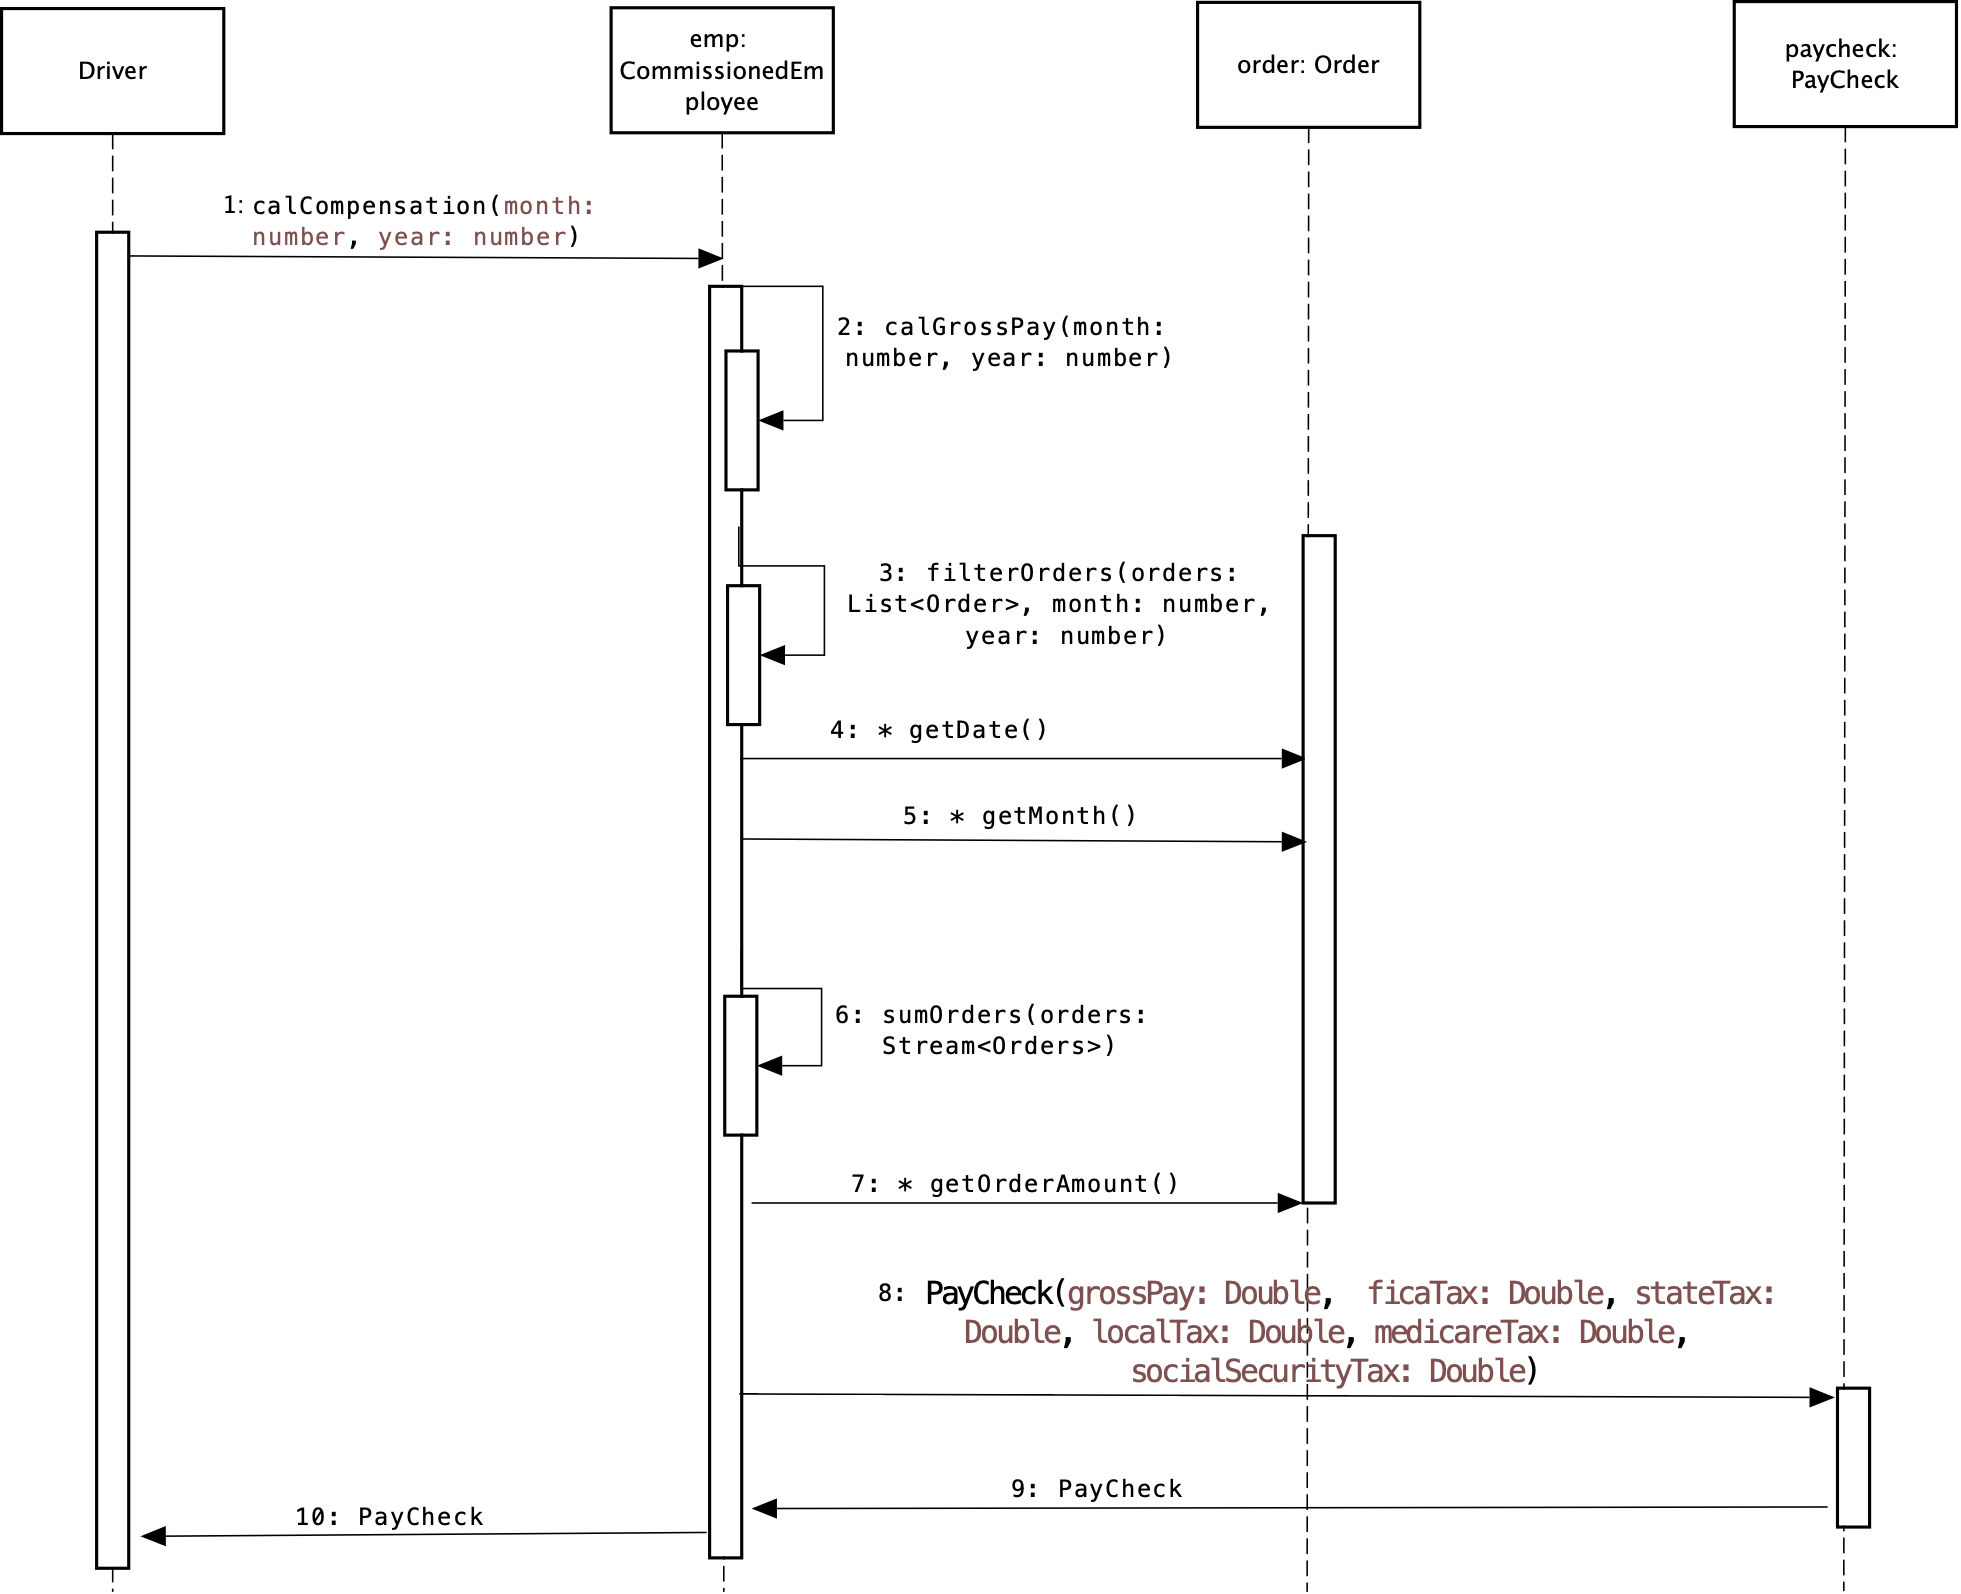 Driver
emp:
CommissionedEm
ployee
order: Order
paycheck:
PayCheck
1: calCompensation(month:
number, year: number)
2: calGrossPay(month:
number, year: number)
3: filterOrders(orders:
List<Order>, month: number,
year: number)
4: * getDate()
5: * getMonth()
6: sumOrders(orders:
Stream<Orders>)
7: * getOrderAmount()
8: PayCheck(grossPay: Double, ficaTax: Double, stateTax:
Double, localTax: Double, medicareTax: Double,
socialSecurityTax: Double)
9: PayCheck
10: PayCheck